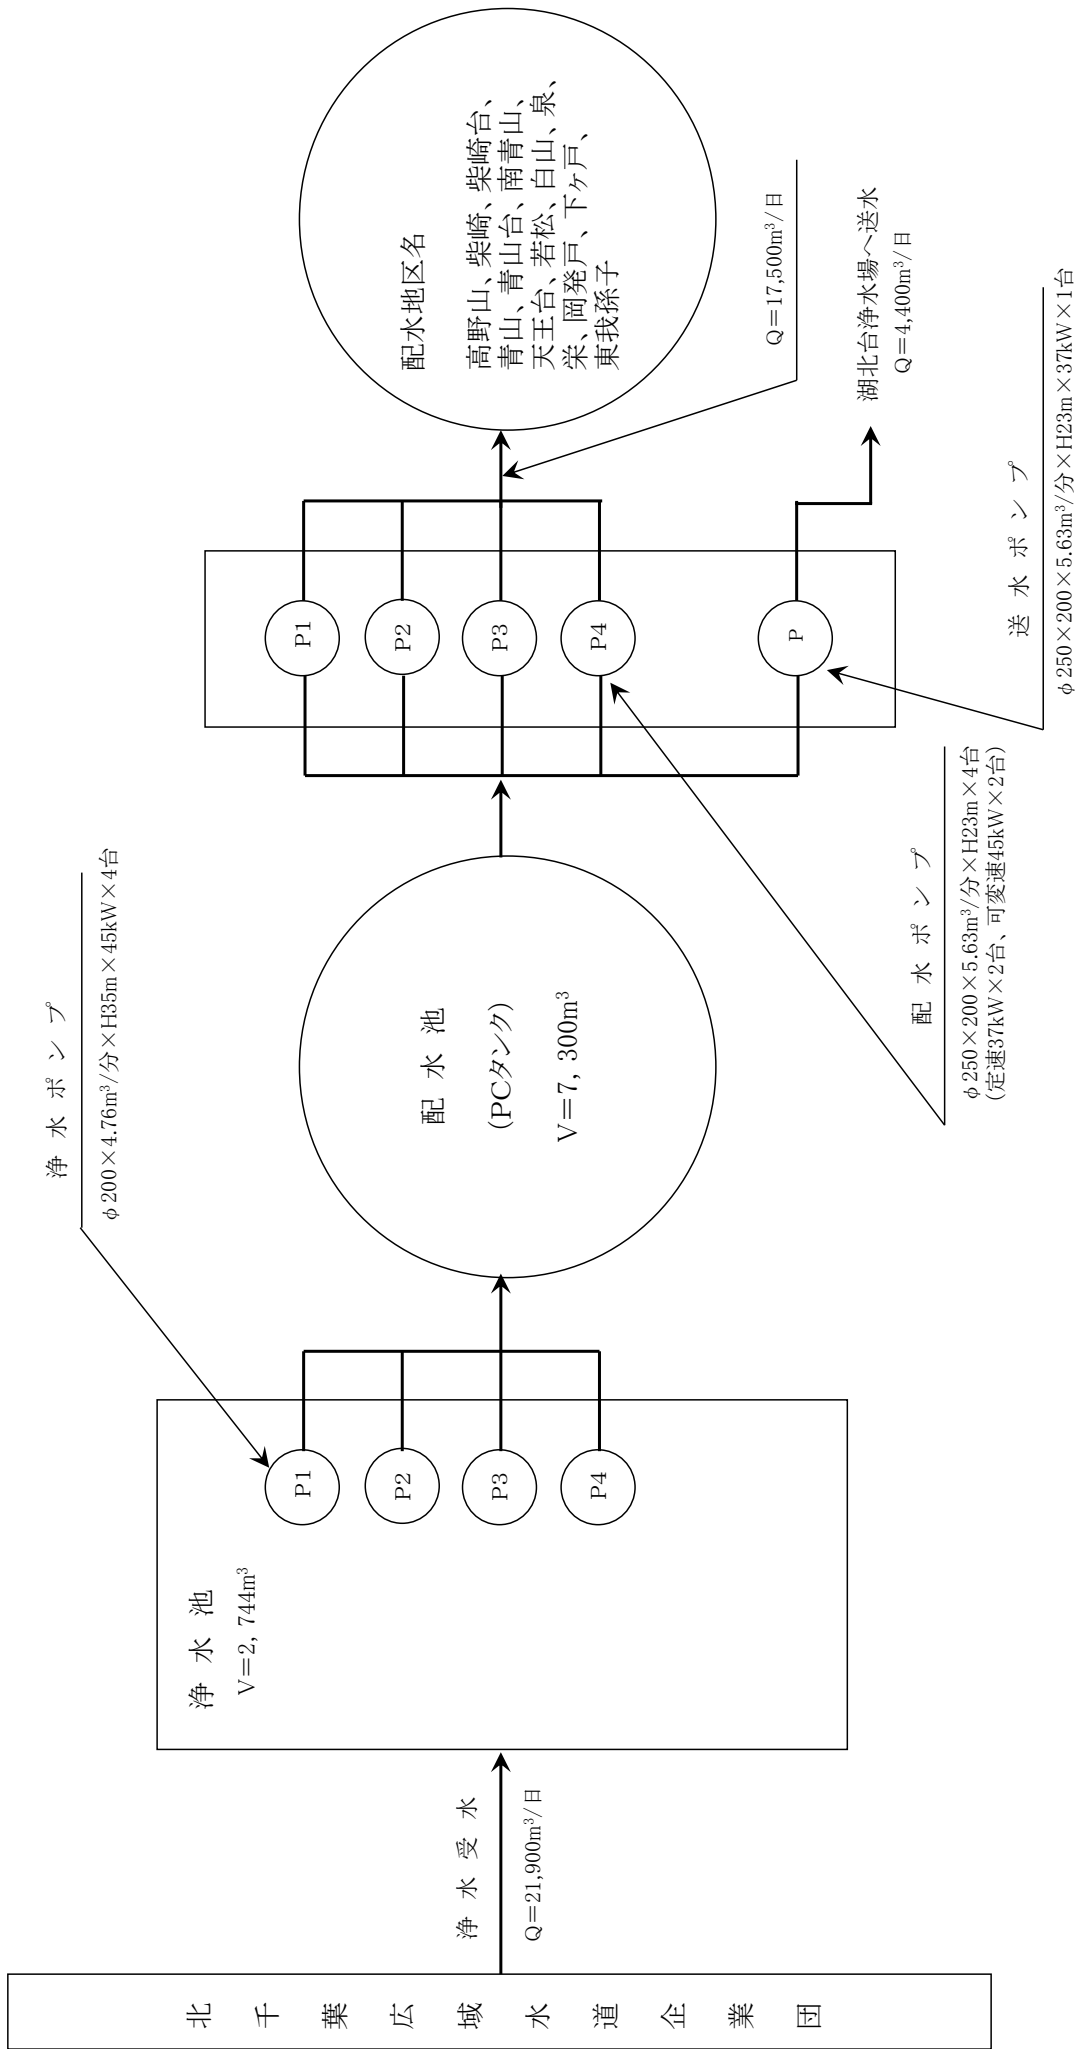 北千葉広域水道企業団
浄水受水
Q=21,900m³/日
浄水池
V=2, 744m³
P1
P2
P3
P4
浄水ポンプ
φ200×4.76m³/分×H35m×45kW×4台
配水池
(PCタンク)
V=7, 300m³
P1
P2
P3
P4
P
配水ポンプ
φ250×200×5.63m³/分×H23m×4台
(定速37kW×2台、可変速45kW×2台)
送水ポンプ
φ250×200×5.63m³/分×H23m×37kW×1台
湖北台浄水場へ送水
Q=4,400m³/日
Q=17,500m³/日
配水地区名
高野山、柴崎、柴崎台、
青山、青山台、南青山、
天王台、若松、白山、泉、
栄、岡発戸、下ヶ戸、
東我孫子